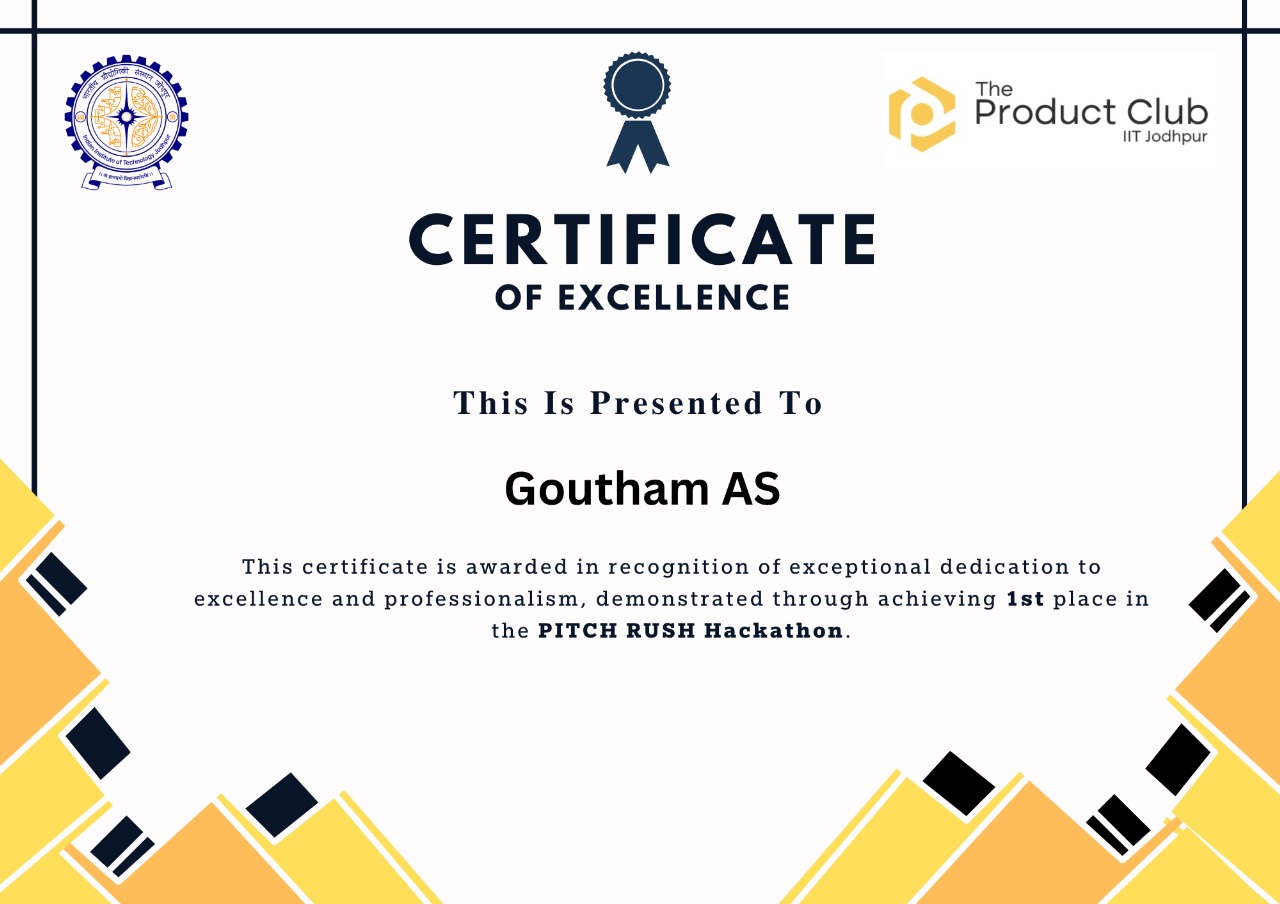 भारतीय प्रौद्योगिकी संस्थान जोधपुर
Indian Institute of Technology Jodhpur
The
Product Club
IIT Jodhpur
CERTIFICATE
OF EXCELLENCE
This Is Presented To
Goutham AS
This certificate is awarded in recognition of exceptional dedication to
excellence and professionalism, demonstrated through achieving 1st place in
the PITCH RUSH Hackathon.